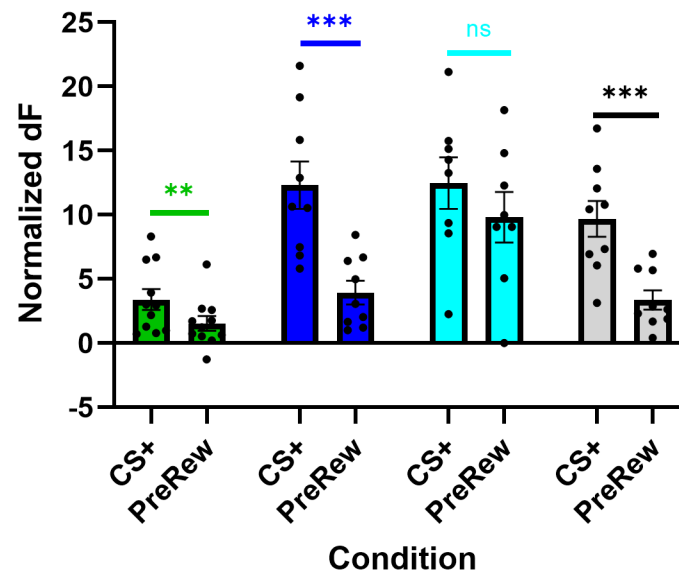 Normalized dF
25
20
15
10
5
0
-5
**
***
ns
***
CS+
PreRew
CS+
PreRew
CS+
PreRew
CS+
PreRew
Condition